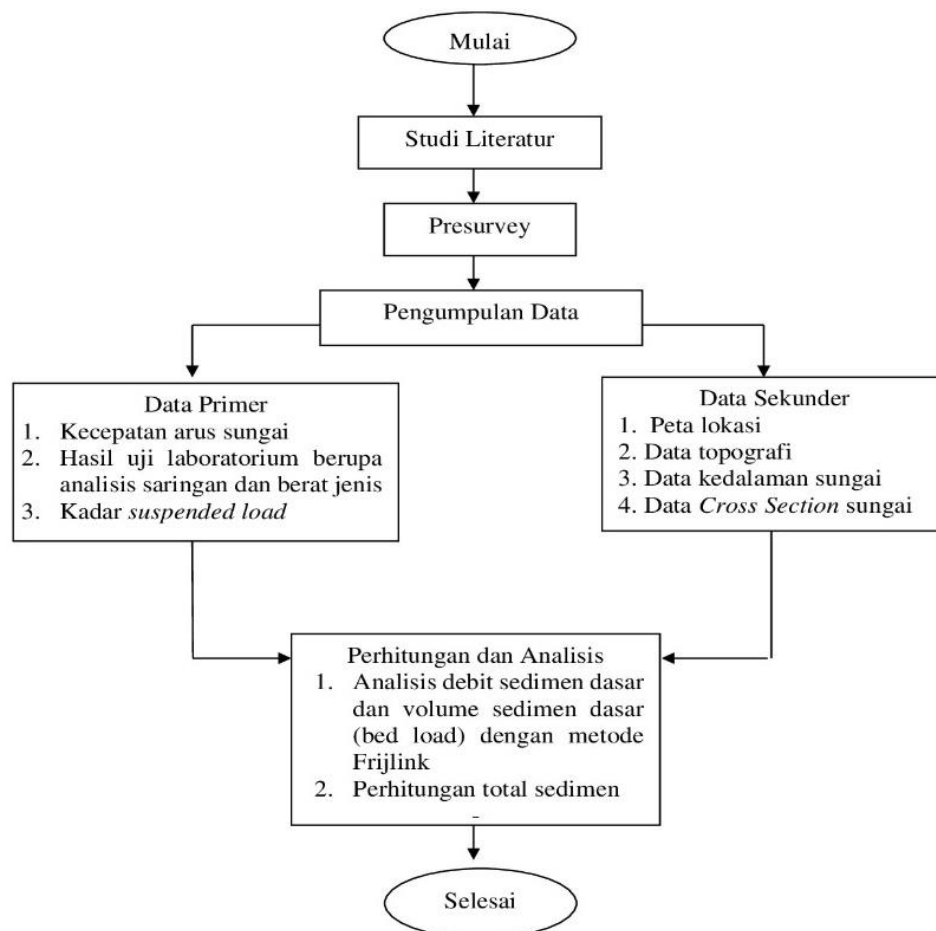 Mulai
Studi Literatur
Presurvey
Pengumpulan Data
Data Primer
1. Kecepatan arus sungai
2. Hasil uji laboratorium berupa
analisis saringan dan berat jenis
3. Kadar suspended load
Data Sekunder
1. Peta lokasi
2. Data topografi
3. Data kedalaman sungai
4. Data Cross Section sungai
Perhitungan dan Analisis
1. Analisis debit sedimen dasar
dan volume sedimen dasar
(bed load) dengan metode
Frijlink
2. Perhitungan total sedimen
-
Selesai